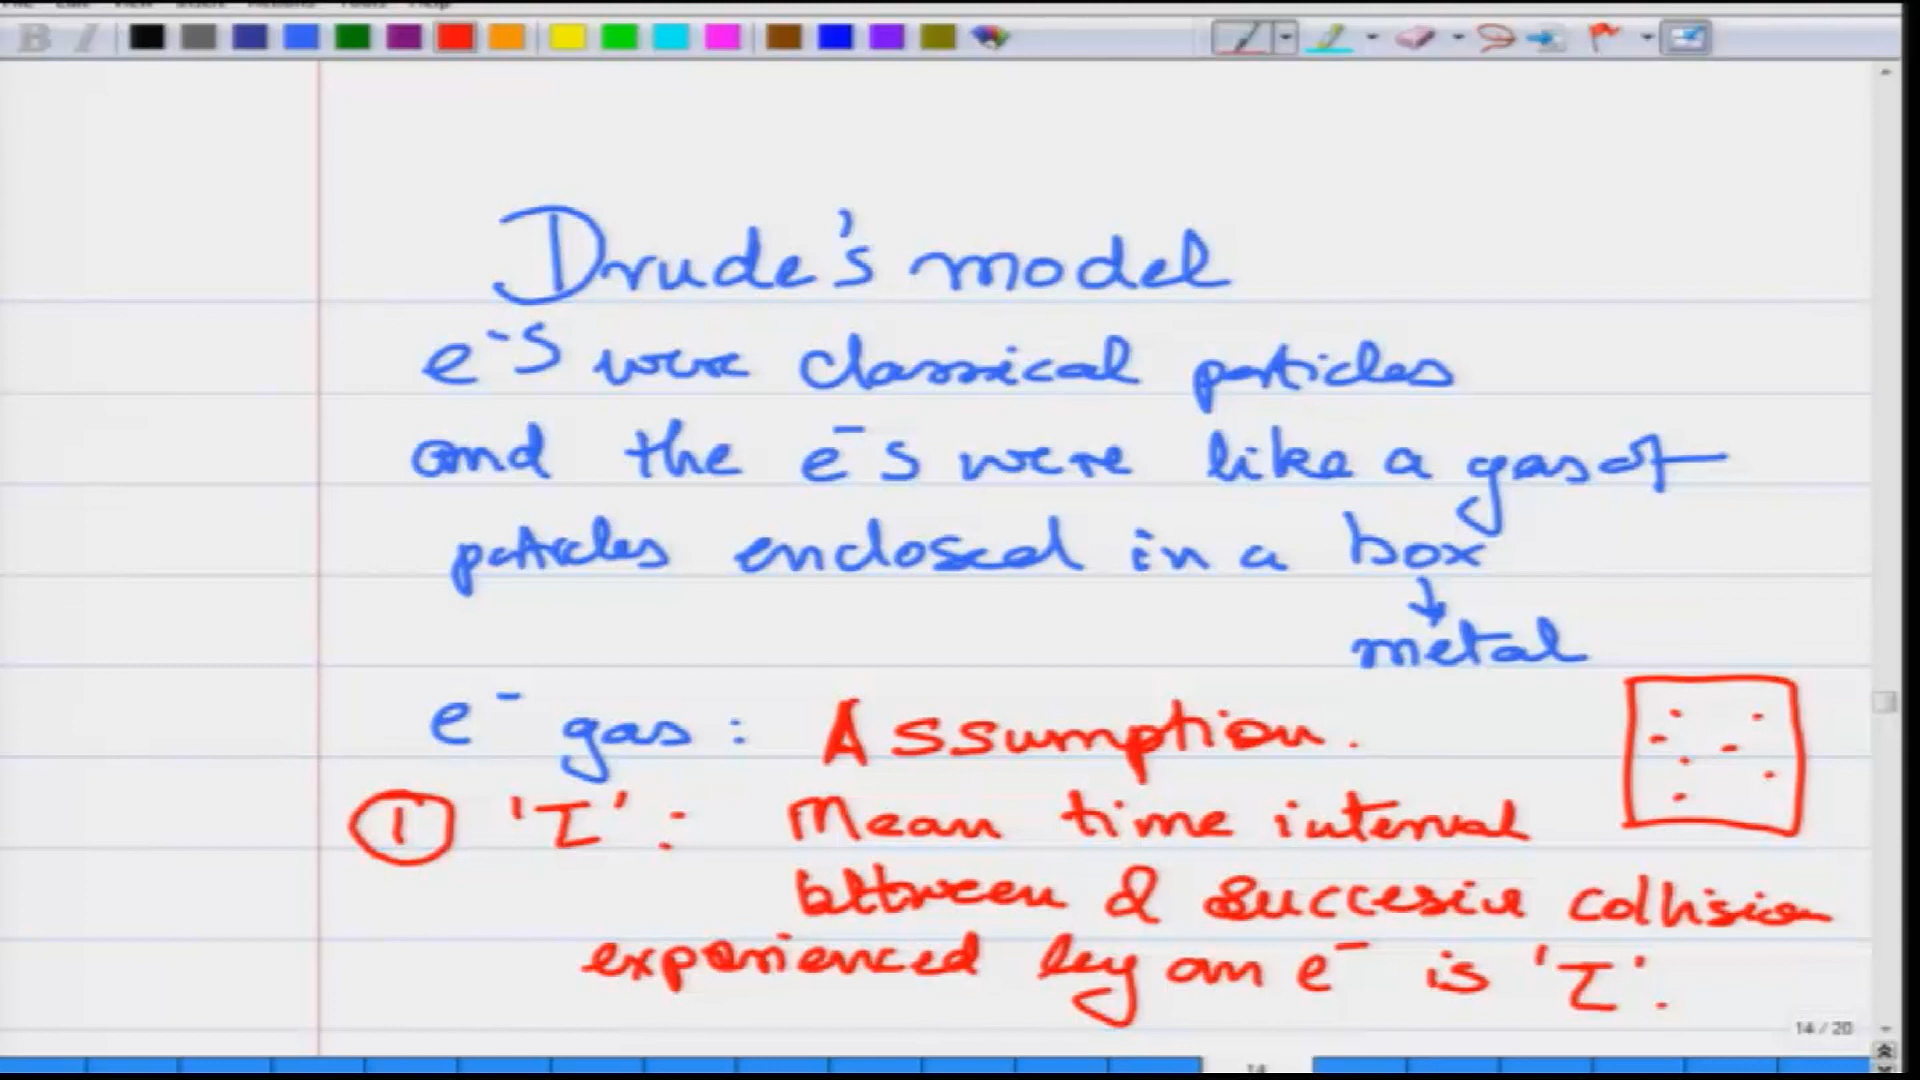 Drude's model
e⁻s were classical particles
and the e⁻s were like a gas of
particles enclosed in a box
↓
metal
e⁻ gas : Assumption.
① 'τ' : Mean time interval
between 2 succesive collision
experienced by an e⁻ is 'τ'.
14 / 20